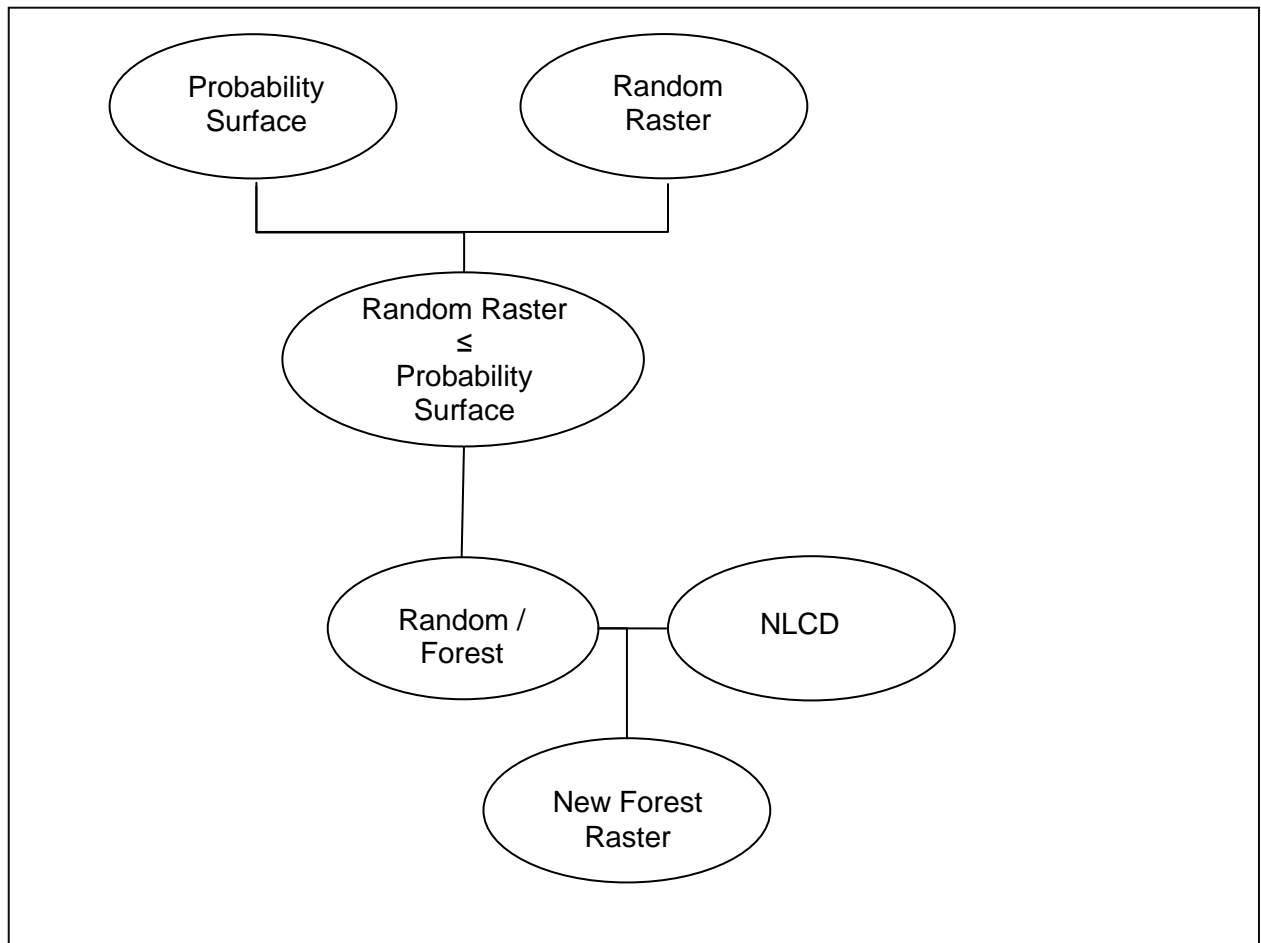 Probability
Surface
Random
Raster
Random Raster
≤
Probability
Surface
Random /
Forest
NLCD
New Forest
Raster